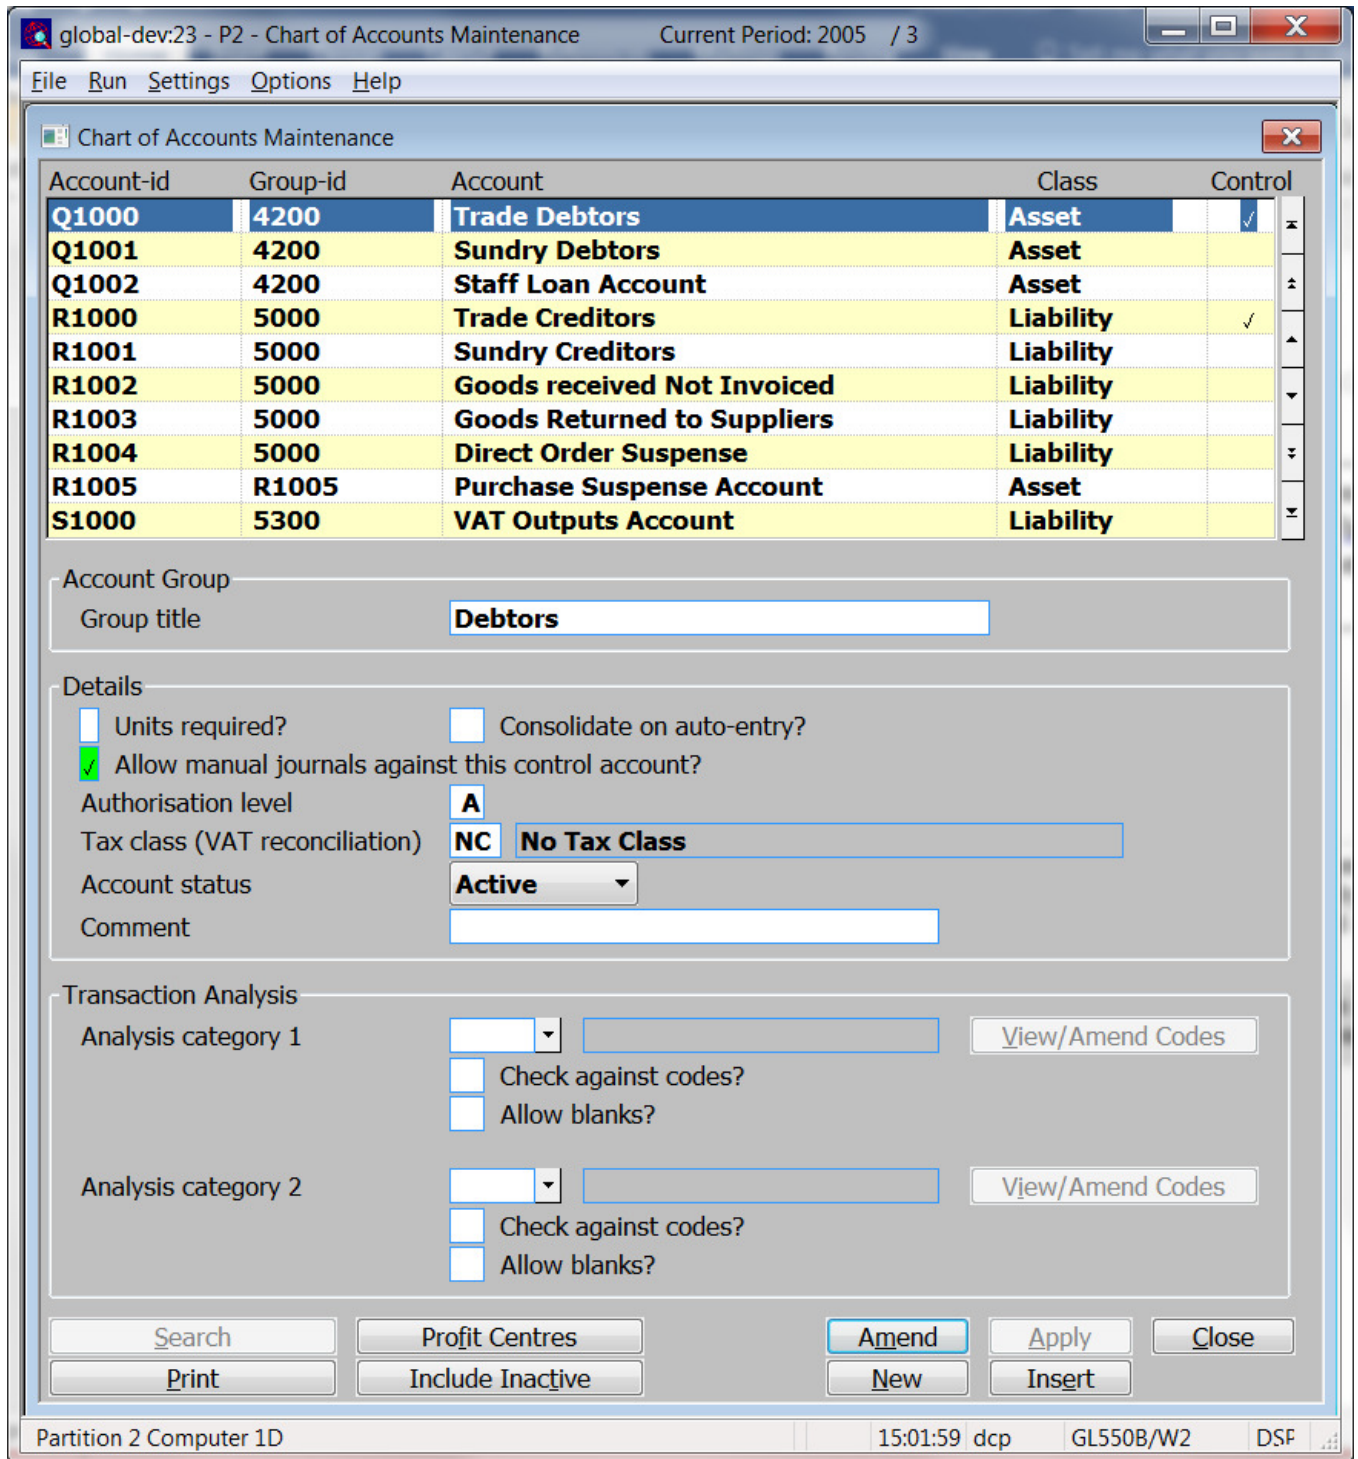 global-dev:23 - P2 - Chart of Accounts Maintenance Current Period: 2005 / 3
File Run Settings Options Help
Chart of Accounts Maintenance
Account-id Group-id Account Class Control
Q1000 4200 Trade Debtors Asset ✓
Q1001 4200 Sundry Debtors Asset
Q1002 4200 Staff Loan Account Asset
R1000 5000 Trade Creditors Liability ✓
R1001 5000 Sundry Creditors Liability
R1002 5000 Goods received Not Invoiced Liability
R1003 5000 Goods Returned to Suppliers Liability
R1004 5000 Direct Order Suspense Liability
R1005 R1005 Purchase Suspense Account Asset
S1000 5300 VAT Outputs Account Liability
Account Group
Group title Debtors
Details
Units required? Consolidate on auto-entry?
✓ Allow manual journals against this control account?
Authorisation level A
Tax class (VAT reconciliation) NC No Tax Class
Account status Active
Comment
Transaction Analysis
Analysis category 1 View/Amend Codes
Check against codes?
Allow blanks?
Analysis category 2 View/Amend Codes
Check against codes?
Allow blanks?
Search Profit Centres Amend Apply Close
Print Include Inactive New Insert
Partition 2 Computer 1D 15:01:59 dcp GL550B/W2 DSP